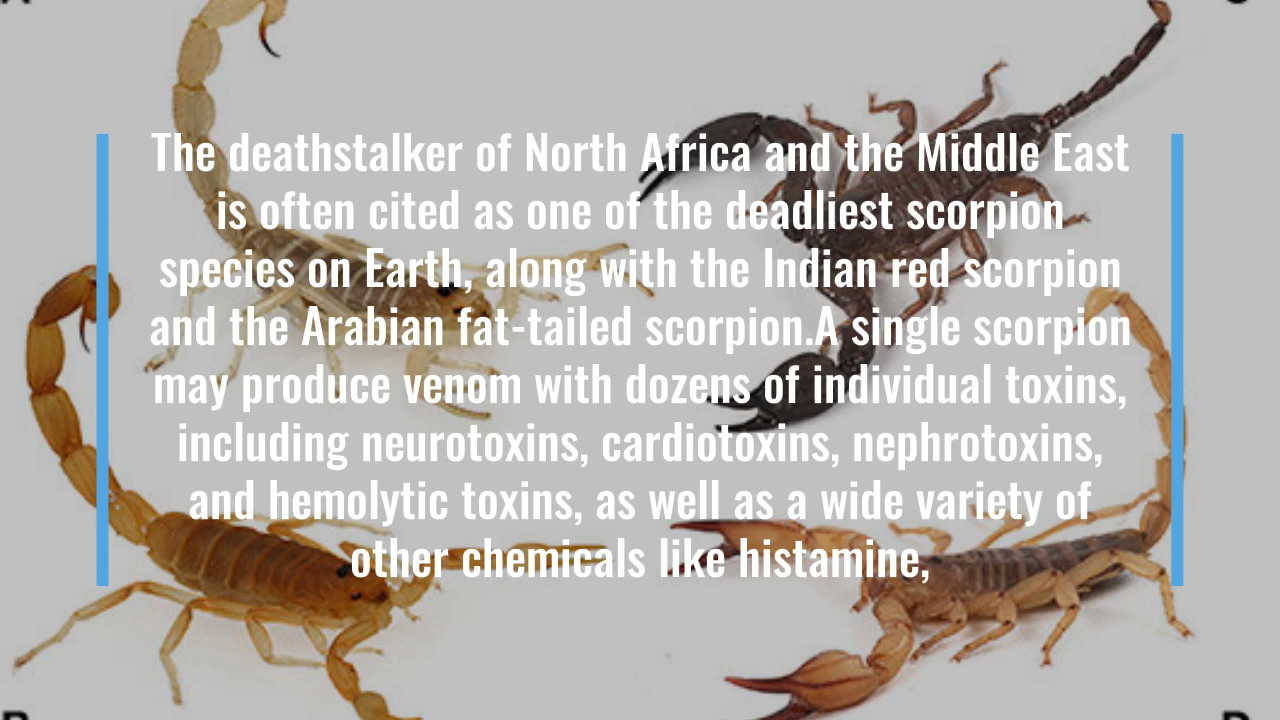 The deathstalker of North Africa and the Middle East
is often cited as one of the deadliest scorpion
species on Earth, along with the Indian red scorpion
and the Arabian fat-tailed scorpion.A single scorpion
may produce venom with dozens of individual toxins,
including neurotoxins, cardiotoxins, nephrotoxins,
and hemolytic toxins, as well as a wide variety of
other chemicals like histamine,